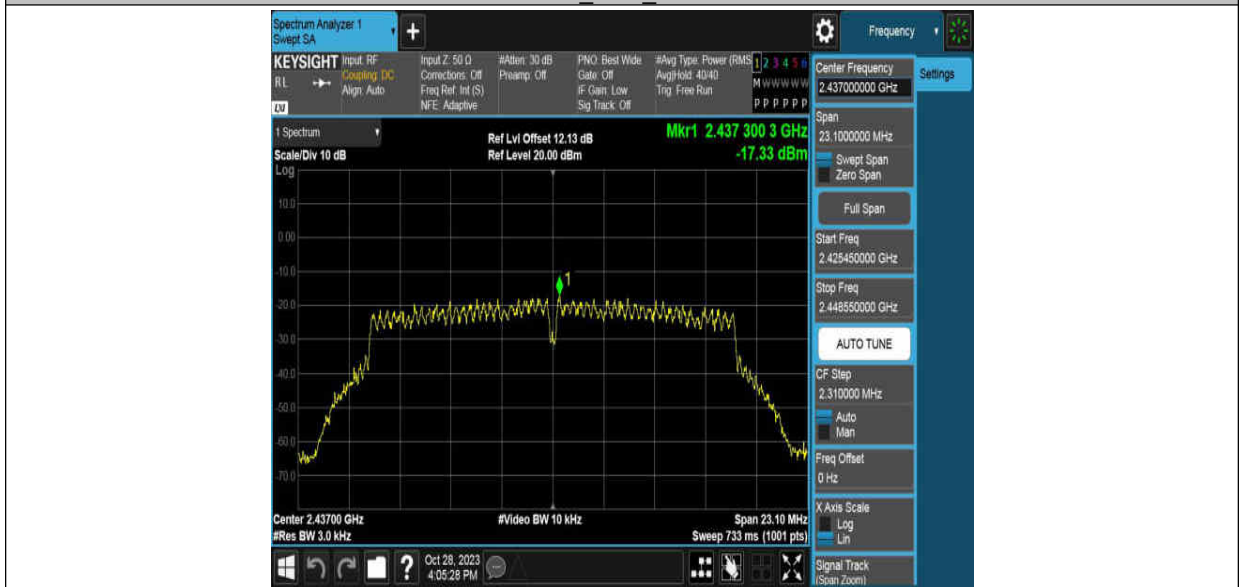 Spectrum Analyzer 1
Swept SA
+
Frequency
KEYSIGHT
RL
LXI
Input: RF
Coupling: DC
Align: Auto
Input Z: 50 Ω
Corrections: Off
Freq Ref: Int (S)
NFE: Adaptive
#Atten: 30 dB
Preamp: Off
PNO: Best Wide
Gate: Off
IF Gain: Low
Sig Track: Off
#Avg Type: Power (RMS
Avg|Hold: 40/40
Trig: Free Run
1 2 3 4 5 6
M W W W W W
P P P P P P
Center Frequency
2.437000000 GHz
Settings
1 Spectrum
Scale/Div 10 dB
Ref Lvl Offset 12.13 dB
Ref Level 20.00 dBm
Mkr1 2.437 300 3 GHz
-17.33 dBm
Log
10.0
0.00
-10.0
-20.0
-30.0
-40.0
-50.0
-60.0
-70.0
1
Center 2.43700 GHz
#Res BW 3.0 kHz
#Video BW 10 kHz
Span 23.10 MHz
Sweep 733 ms (1001 pts)
Span
23.1000000 MHz
Swept Span
Zero Span
Full Span
Start Freq
2.425450000 GHz
Stop Freq
2.448550000 GHz
AUTO TUNE
CF Step
2.310000 MHz
Auto
Man
Freq Offset
0 Hz
X Axis Scale
Log
Lin
Signal Track
(Span Zoom)
?
Oct 28, 2023
4:05:28 PM